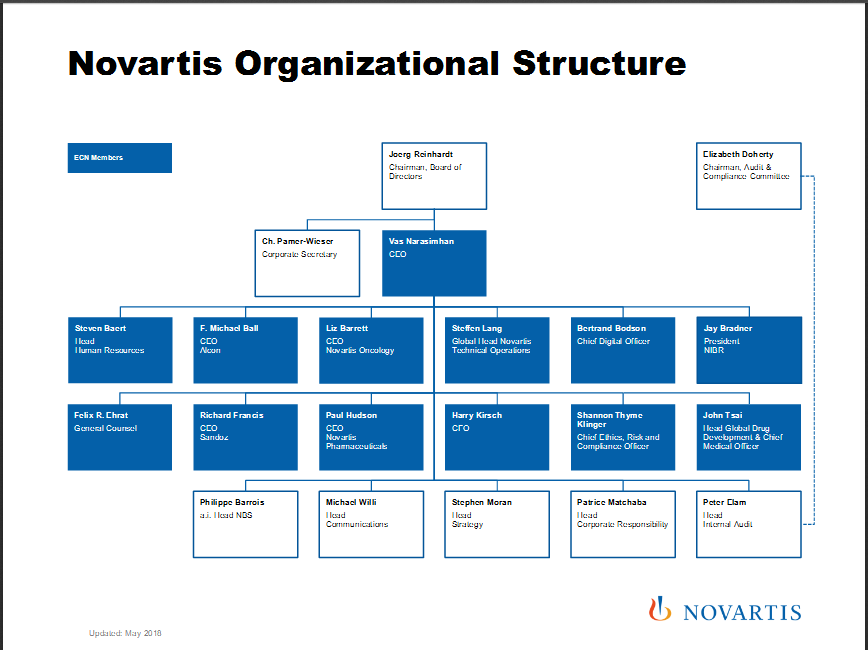 Novartis Organizational Structure
ECN Members
Joerg Reinhardt
Chairman, Board of
Directors
Elizabeth Doherty
Chairman, Audit &
Compliance Committee
Ch. Pamer-Wieser
Corporate Secretary
Vas Narasimhan
CEO
Steven Baert
Head
Human Resources
F. Michael Ball
CEO
Alcon
Liz Barrett
CEO
Novartis Oncology
Steffen Lang
Global Head Novartis
Technical Operations
Bertrand Bodson
Chief Digital Officer
Jay Bradner
President
NIBR
Felix R. Ehrat
General Counsel
Richard Francis
CEO
Sandoz
Paul Hudson
CEO
Novartis
Pharmaceuticals
Harry Kirsch
CFO
Shannon Thyme
Klinger
Chief Ethics, Risk and
Compliance Officer
John Tsai
Head Global Drug
Development & Chief
Medical Officer
Philippe Barrois
a.i. Head NBS
Michael Willi
Head
Communications
Stephen Moran
Head
Strategy
Patrice Matchaba
Head
Corporate Responsibility
Peter Elam
Head
Internal Audit
NOVARTIS
Updated: May 2018